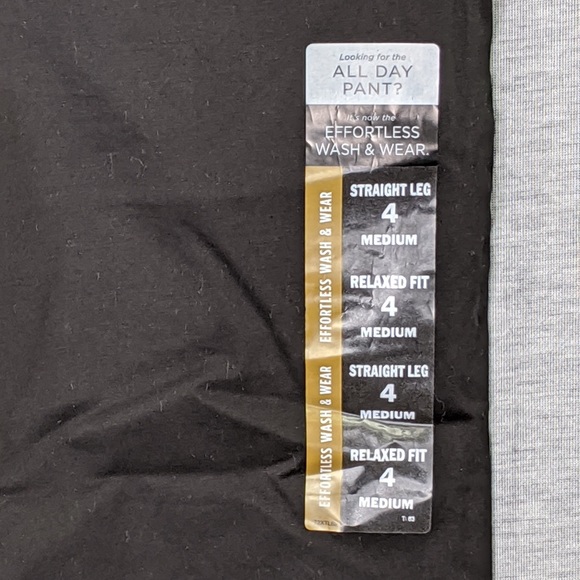 Looking for the
ALL DAY
PANT?
It's now the
EFFORTLESS
WASH & WEAR.
EFFORTLESS WASH & WEAR
STRAIGHT LEG
4
MEDIUM
RELAXED FIT
4
MEDIUM
EFFORTLESS WASH & WEAR
STRAIGHT LEG
4
MEDIUM
RELAXED FIT
4
MEDIUM